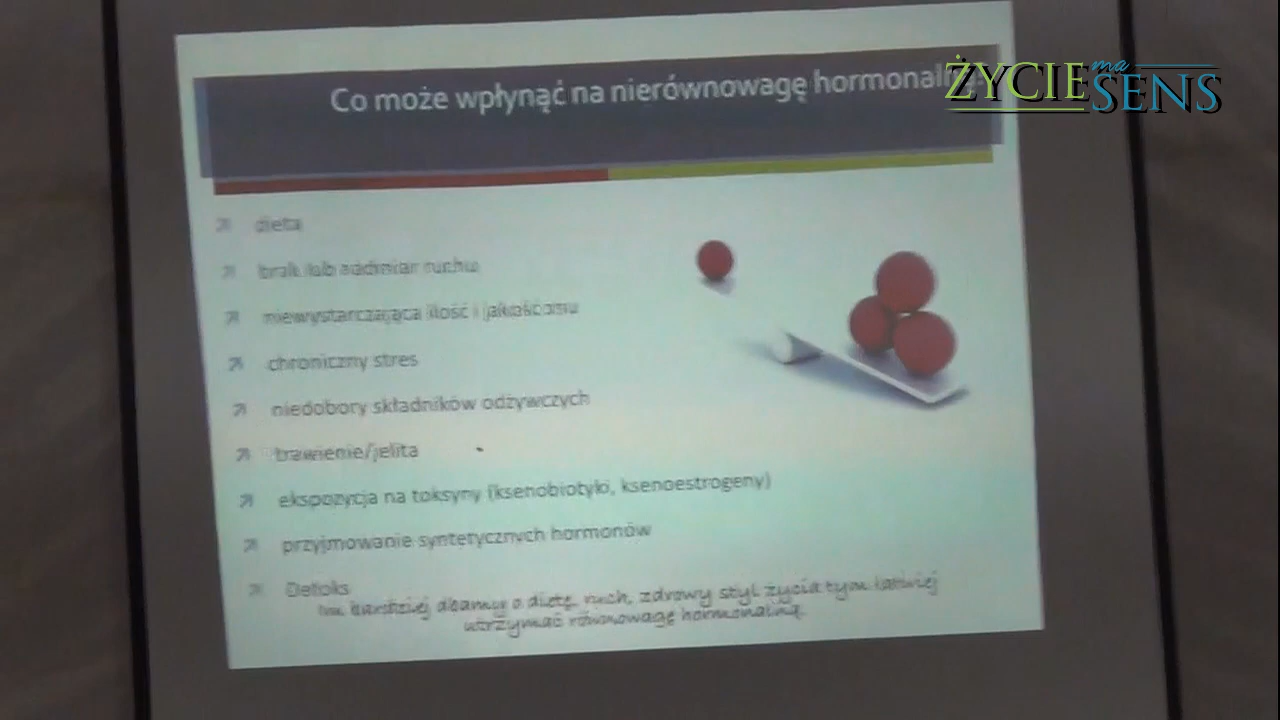 Co może wpłynąć na nierównowagę hormonalną
ŻYCIE ma SENS
dieta
brak lub nadmiar ruchu
niewystarczająca ilość i jakość snu
chroniczny stres
niedobory składników odżywczych
trawienie/jelita
ekspozycja na toksyny (ksenobiotyki, ksenoestrogeny)
przyjmowanie syntetycznych hormonów
Detoks
Im bardziej dbamy o dietę, ruch, zdrowy styl życia tym łatwiej
utrzymać równowagę hormonalną.